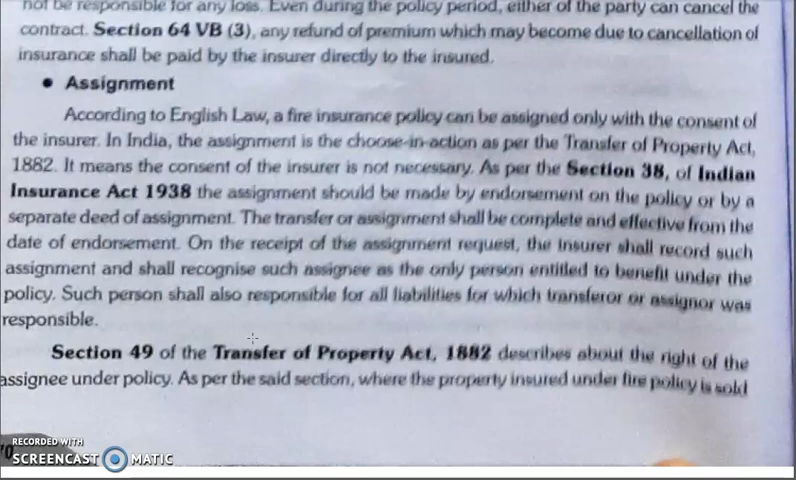 not be responsible for any loss. Even during the policy period, either of the party can cancel the
contract. Section 64 VB (3), any refund of premium which may become due to cancellation of
insurance shall be paid by the insurer directly to the insured.
• Assignment
According to English Law, a fire insurance policy can be assigned only with the consent of
the insurer. In India, the assignment is the choose-in-action as per the Transfer of Property Act,
1882. It means the consent of the insurer is not necessary. As per the Section 38, of Indian
Insurance Act 1938 the assignment should be made by endorsement on the policy or by a
separate deed of assignment. The transfer or assignment shall be complete and effective from the
date of endorsement. On the receipt of the assignment request, the insurer shall record such
assignment and shall recognise such assignee as the only person entitled to benefit under the
policy. Such person shall also responsible for all liabilities for which transferor or assignor was
responsible.
Section 49 of the Transfer of Property Act, 1882 describes about the right of the
assignee under policy. As per the said section, where the property insured under fire policy is sold
RECORDED WITH
SCREENCAST MATIC